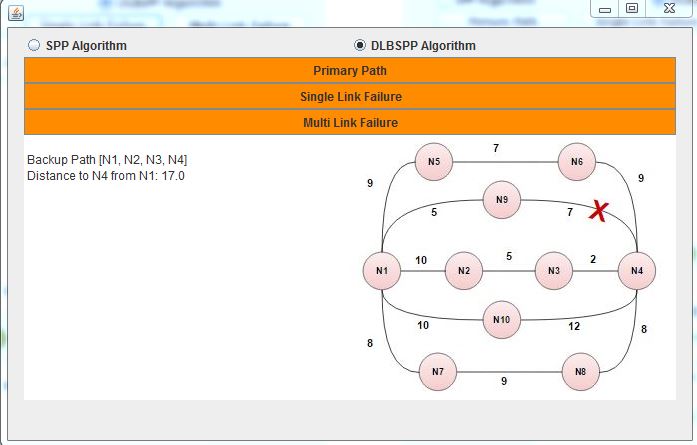 SPP Algorithm
DLBSPP Algorithm
Primary Path
Single Link Failure
Multi Link Failure
Backup Path [N1, N2, N3, N4]
Distance to N4 from N1: 17.0
7
N5
N6
9
9
N9
5
7
X
10
5
2
N1
N2
N3
N4
10
N10
12
8
8
N7
N8
9